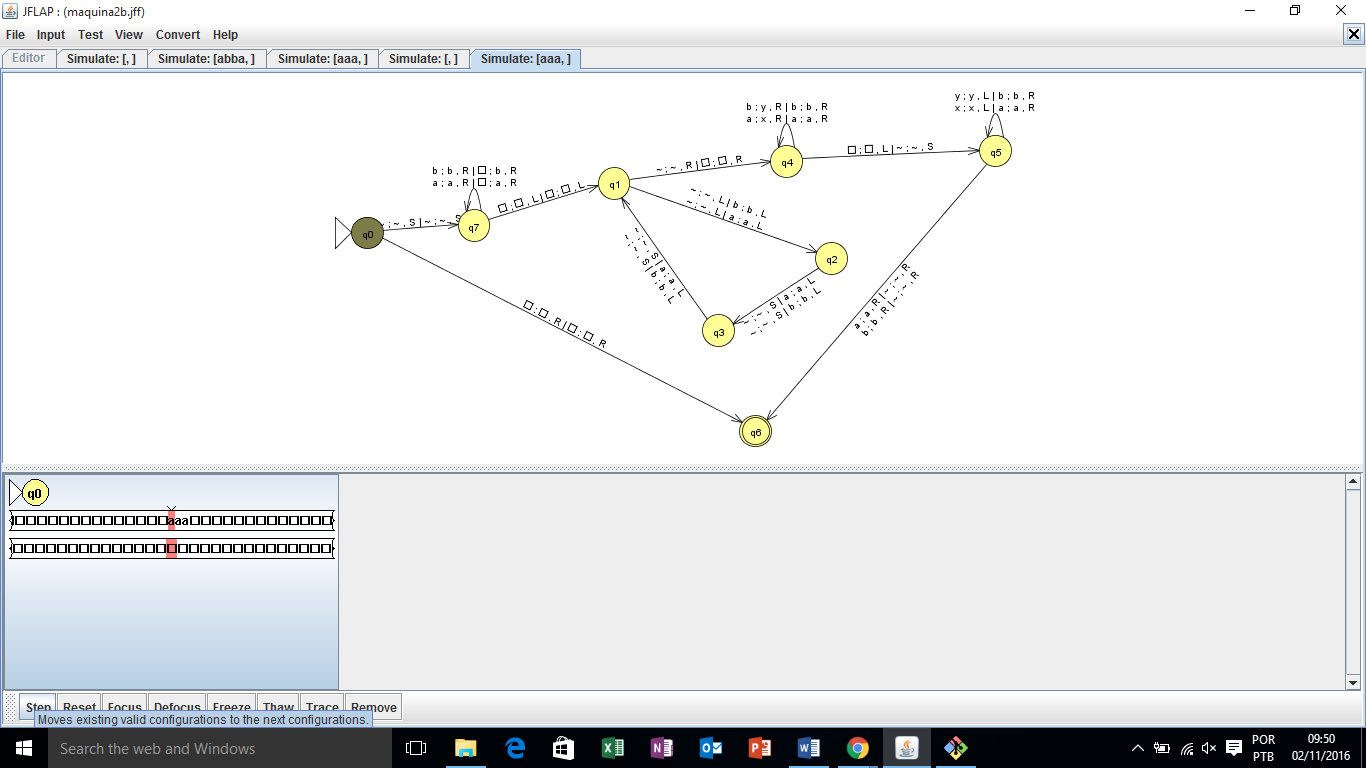 JFLAP : (maquina2b.jff)
File Input Test View Convert Help
Editor Simulate: [, ] Simulate: [abba, ] Simulate: [aaa, ] Simulate: [, ] Simulate: [aaa, ]
y ; y , L | b ; b , R
x ; x , L | a ; a , R
b ; y , R | b ; b , R
a ; x , R | a ; a , R
□ ; □ , L | ~ ; ~ , S
q5
~ ; ~ , R | □ ; □ , R
q4
b ; b , R | □ ; b , R
a ; a , R | □ ; a , R
□ ; □ , L | □ ; □ , L
q1
~ ; ~ , L | b ; b , L
~ ; ~ , L | a ; a , L
; ~ , S | ~ ; ~ , S
q7
q0
~ ; ~ , S | a ; a , L
~ ; ~ , S | b ; b , L
q2
~ ; ~ , S | a ; a , L
~ ; ~ , S | b ; b , L
q3
a ; a , R | ~ ; ~ , R
b ; b , R | ~ ; ~ , R
□ ; □ , R | □ ; □ , R
q6
q0
aaa
Step Reset Focus Defocus Freeze Thaw Trace Remove
Moves existing valid configurations to the next configurations.
Search the web and Windows
POR
PTB
09:50
02/11/2016